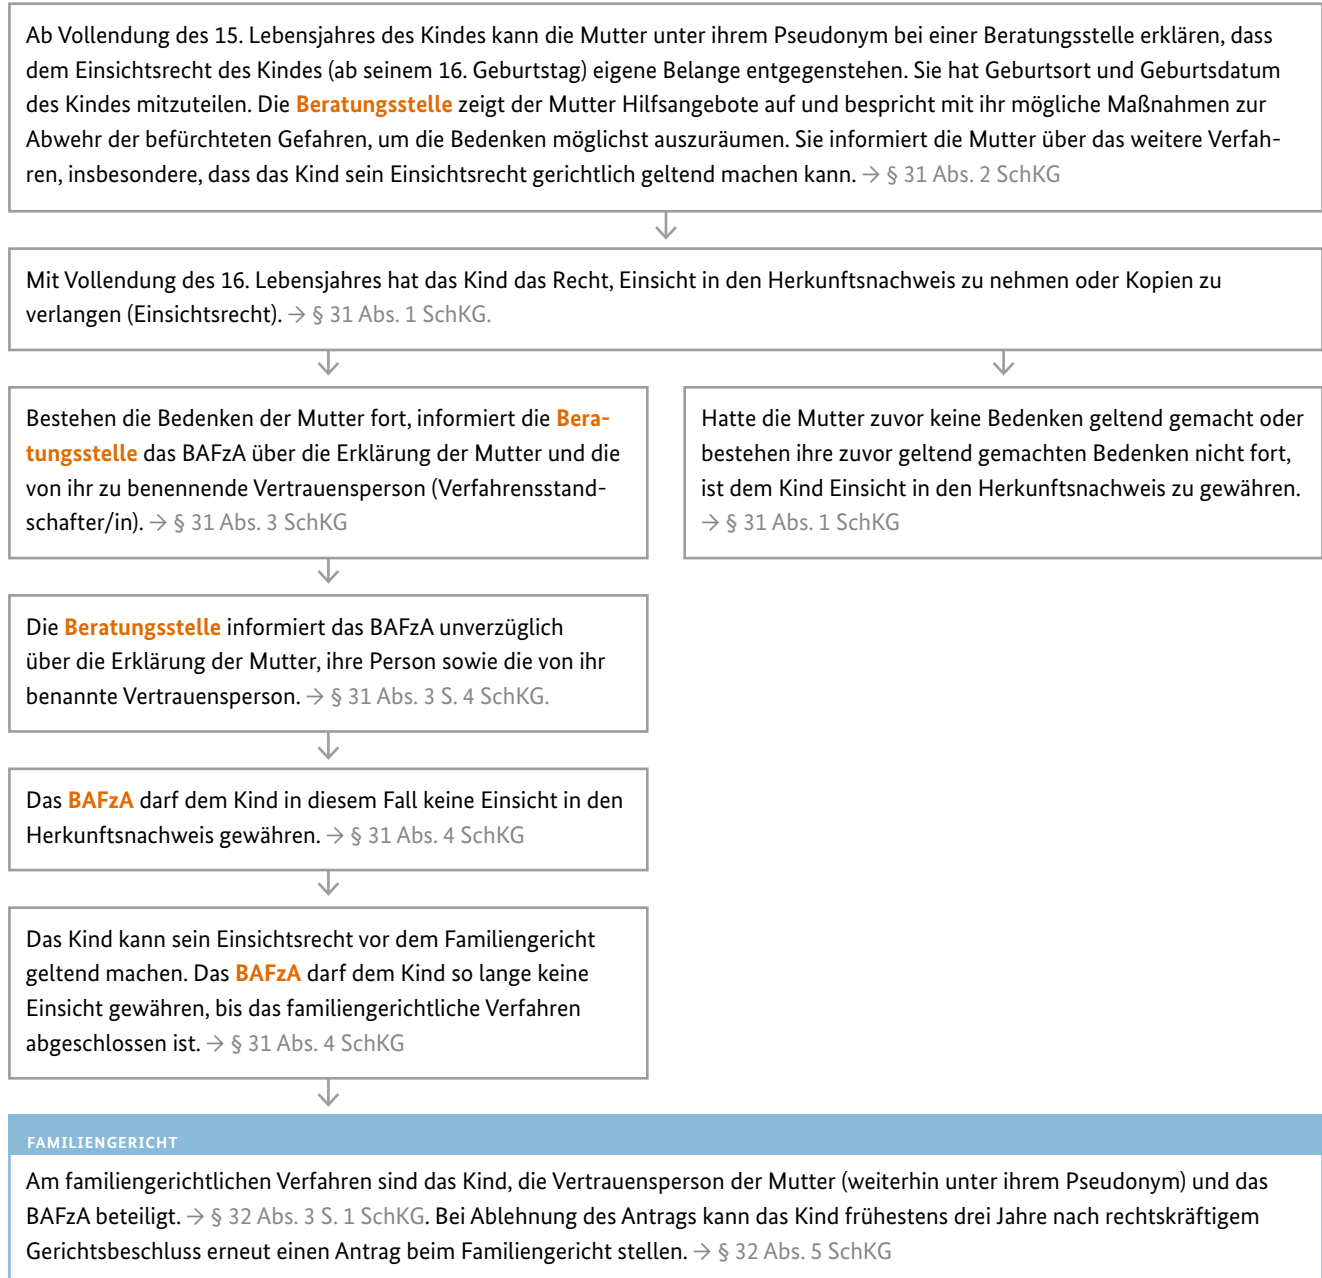 Ab Vollendung des 15. Lebensjahres des Kindes kann die Mutter unter ihrem Pseudonym bei einer Beratungsstelle erklären, dass
dem Einsichtsrecht des Kindes (ab seinem 16. Geburtstag) eigene Belange entgegenstehen. Sie hat Geburtsort und Geburtsdatum
des Kindes mitzuteilen. Die Beratungsstelle zeigt der Mutter Hilfsangebote auf und bespricht mit ihr mögliche Maßnahmen zur
Abwehr der befürchteten Gefahren, um die Bedenken möglichst auszuräumen. Sie informiert die Mutter über das weitere Verfah-
ren, insbesondere, dass das Kind sein Einsichtsrecht gerichtlich geltend machen kann. → § 31 Abs. 2 SchKG
Mit Vollendung des 16. Lebensjahres hat das Kind das Recht, Einsicht in den Herkunftsnachweis zu nehmen oder Kopien zu
verlangen (Einsichtsrecht). → § 31 Abs. 1 SchKG.
Bestehen die Bedenken der Mutter fort, informiert die Bera-
tungsstelle das BAFzA über die Erklärung der Mutter und die
von ihr zu benennende Vertrauensperson (Verfahrensstand-
schafter/in). → § 31 Abs. 3 SchKG
Hatte die Mutter zuvor keine Bedenken geltend gemacht oder
bestehen ihre zuvor geltend gemachten Bedenken nicht fort,
ist dem Kind Einsicht in den Herkunftsnachweis zu gewähren.
→ § 31 Abs. 1 SchKG
Die Beratungsstelle informiert das BAFzA unverzüglich
über die Erklärung der Mutter, ihre Person sowie die von ihr
benannte Vertrauensperson. → § 31 Abs. 3 S. 4 SchKG.
Das BAFzA darf dem Kind in diesem Fall keine Einsicht in den
Herkunftsnachweis gewähren. → § 31 Abs. 4 SchKG
Das Kind kann sein Einsichtsrecht vor dem Familiengericht
geltend machen. Das BAFzA darf dem Kind so lange keine
Einsicht gewähren, bis das familiengerichtliche Verfahren
abgeschlossen ist. → § 31 Abs. 4 SchKG
FAMILIENGERICHT
Am familiengerichtlichen Verfahren sind das Kind, die Vertrauensperson der Mutter (weiterhin unter ihrem Pseudonym) und das
BAFzA beteiligt. → § 32 Abs. 3 S. 1 SchKG. Bei Ablehnung des Antrags kann das Kind frühestens drei Jahre nach rechtskräftigem
Gerichtsbeschluss erneut einen Antrag beim Familiengericht stellen. → § 32 Abs. 5 SchKG